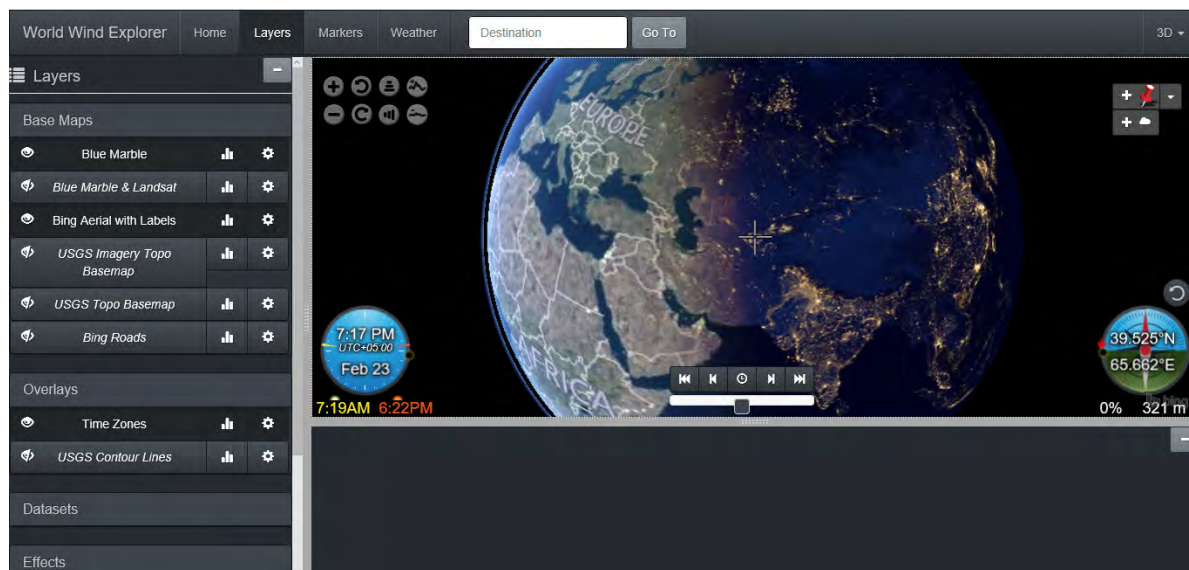 World Wind Explorer Home Layers Markers Weather Destination Go To 3D
Layers
Base Maps
Blue Marble
Blue Marble & Landsat
Bing Aerial with Labels
USGS Imagery Topo
Basemap
USGS Topo Basemap
Bing Roads
Overlays
Time Zones
USGS Contour Lines
Datasets
Effects
EUROPE
AFRICA
7:17 PM
UTC+05:00
Feb 23
7:19AM 6:22PM
39.525°N
65.662°E
bing
0% 321 m